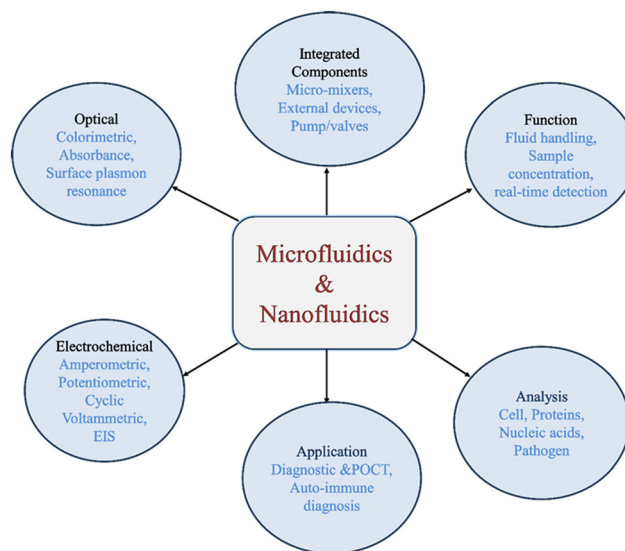 Integrated
Components
Micro-mixers,
External devices,
Pump/valves
Optical
Colorimetric,
Absorbance,
Surface plasmon
resonance
Function
Fluid handling,
Sample
concentration,
real-time detection
Microfluidics
&
Nanofluidics
Electrochemical
Amperometric,
Potentiometric,
Cyclic
Voltammetric,
EIS
Application
Diagnostic &POCT,
Auto-immune
diagnosis
Analysis
Cell, Proteins,
Nucleic acids,
Pathogen